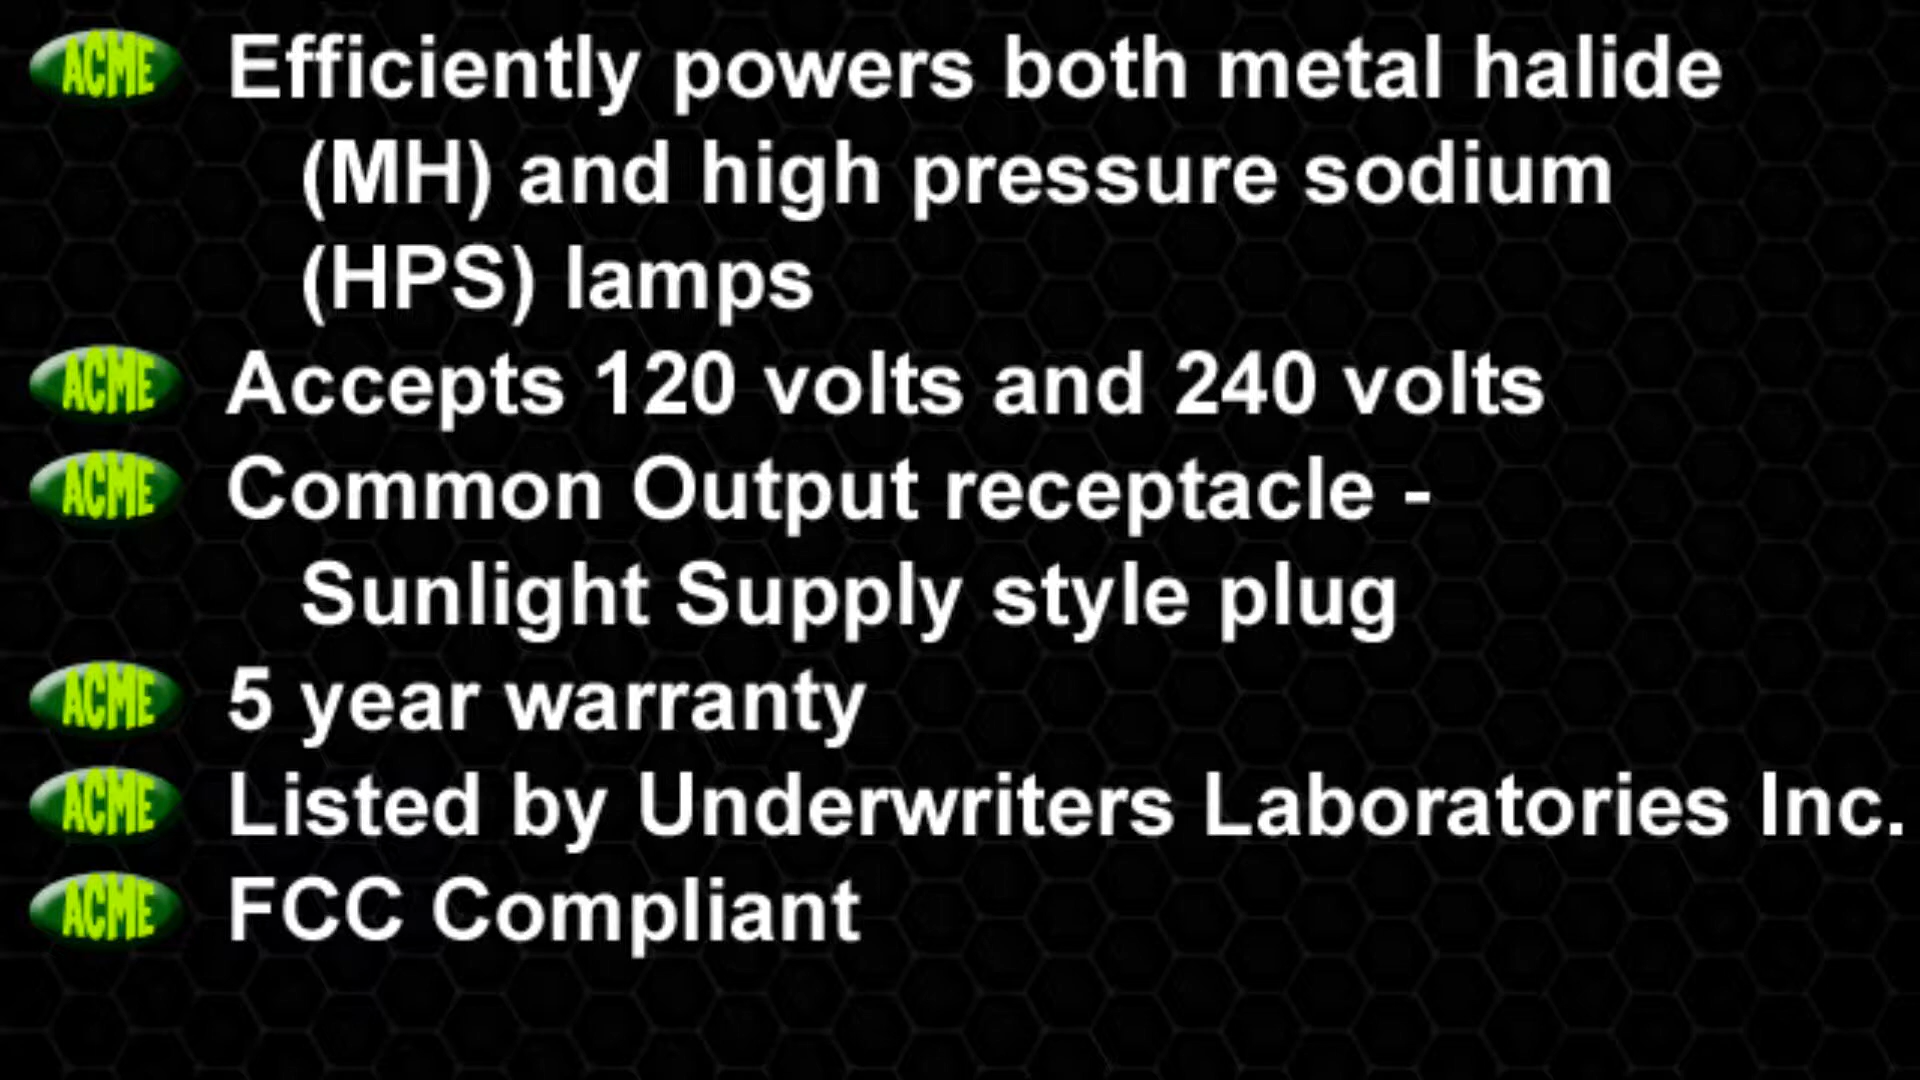 ACME Efficiently powers both metal halide
(MH) and high pressure sodium
(HPS) lamps
ACME Accepts 120 volts and 240 volts
ACME Common Output receptacle -
Sunlight Supply style plug
ACME 5 year warranty
ACME Listed by Underwriters Laboratories Inc.
ACME FCC Compliant